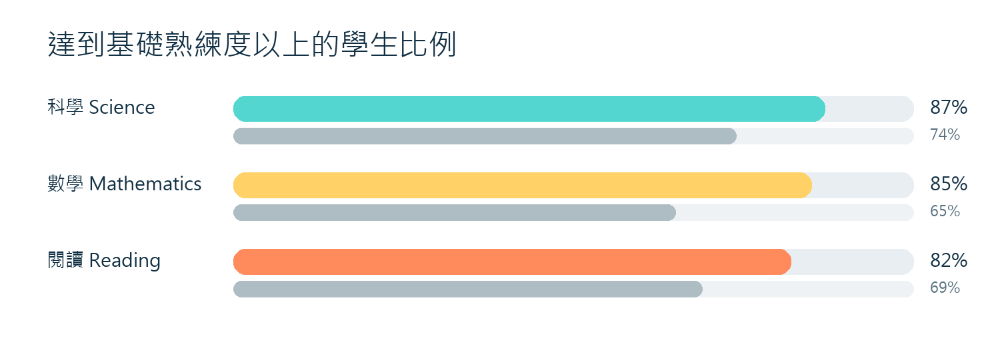 達到基礎熟練度以上的學生比例
科學 Science
87%
74%
數學 Mathematics
85%
65%
閱讀 Reading
82%
69%